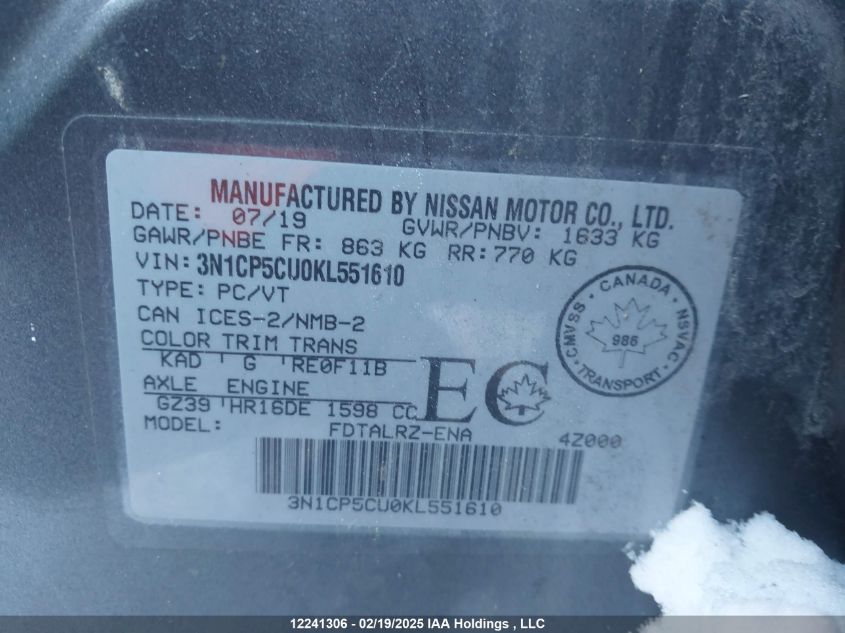 MANUFACTURED BY NISSAN MOTOR CO., LTD.
DATE: 07/19 GVWR/PNBV: 1633 KG
GAWR/PNBE FR: 863 KG RR: 770 KG
VIN: 3N1CP5CU0KL551610
TYPE: PC/VT
CAN ICES-2/NMB-2
COLOR TRIM TRANS
KAD G RE0F11B
AXLE ENGINE
GZ39 HR16DE 1598 CC
MODEL: FDTALRZ-ENA 4Z000
EC
CANADA
CMVSS 986 NSVAC
TRANSPORT
3N1CP5CU0KL551610
12241306 - 02/19/2025 IAA Holdings , LLC